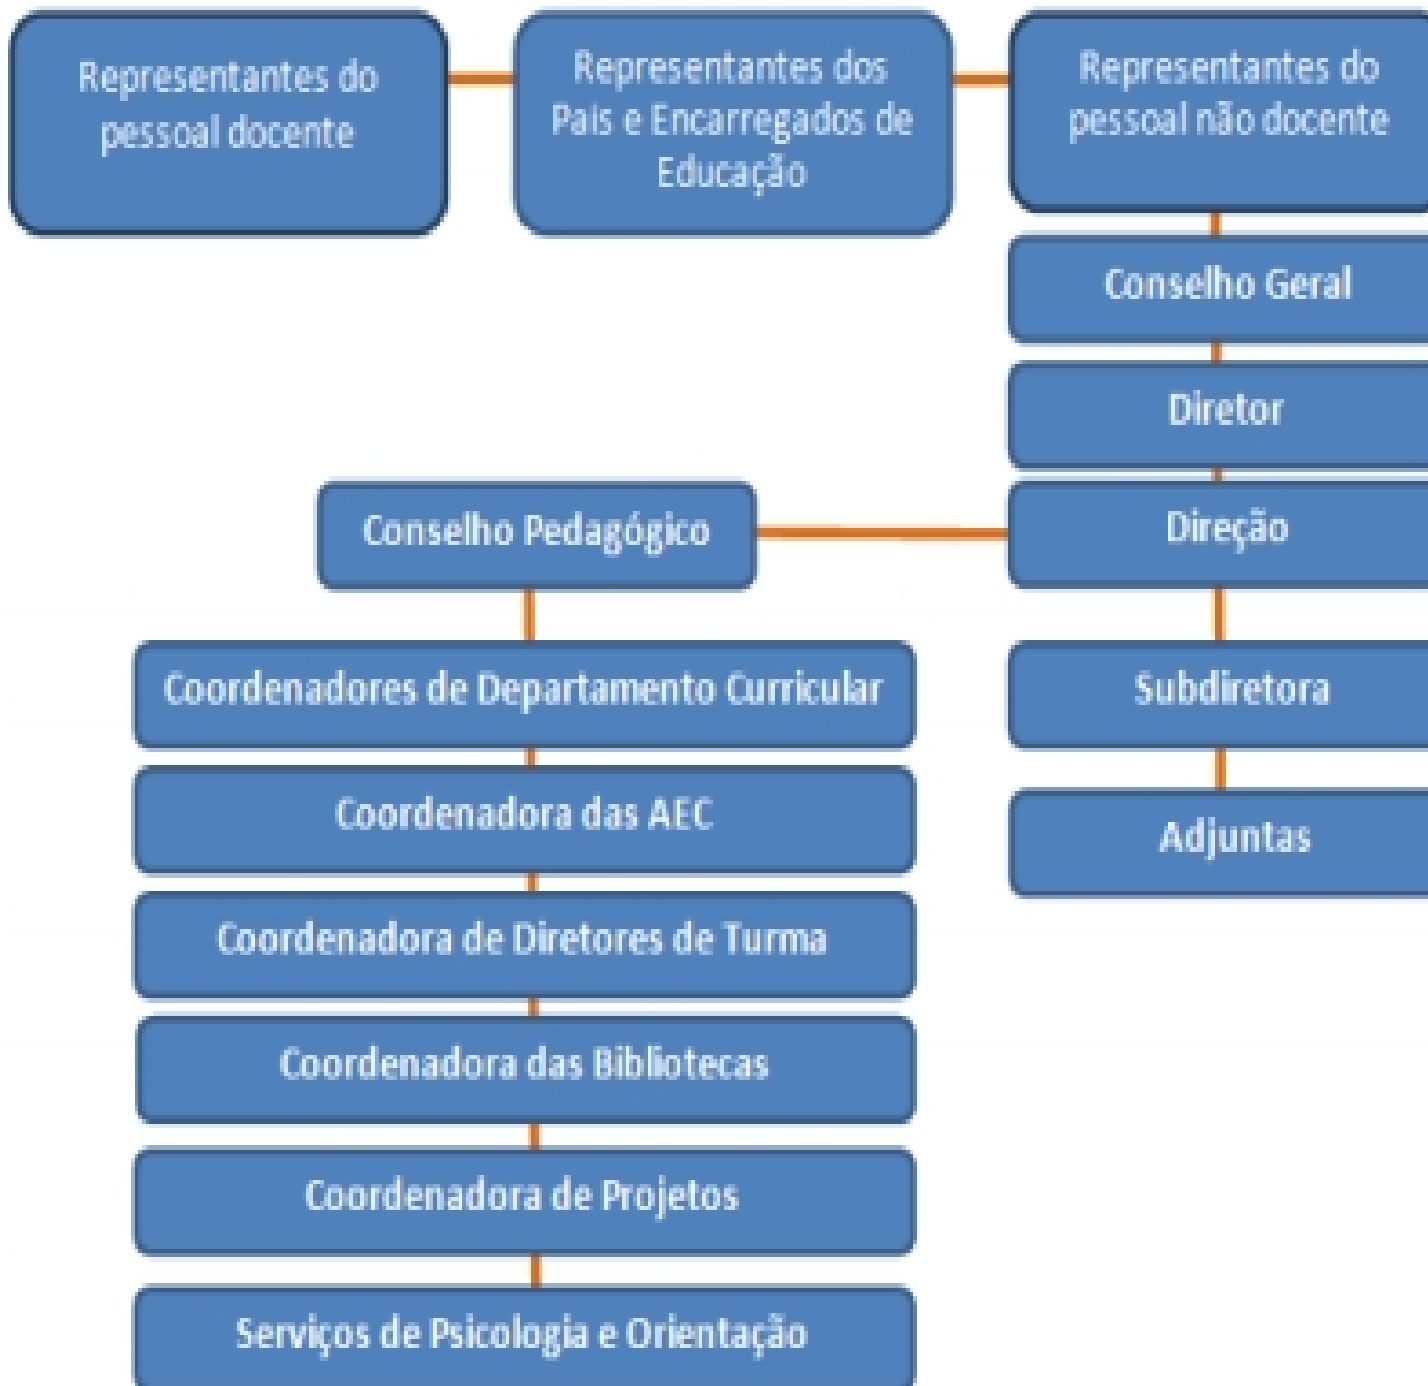 Representantes do
pessoal docente
Representantes dos
Pais e Encarregados de
Educação
Representantes do
pessoal não docente
Conselho Geral
Diretor
Conselho Pedagógico
Direção
Coordenadores de Departamento Curricular
Subdiretora
Coordenadora das AEC
Adjuntas
Coordenadora de Diretores de Turma
Coordenadora das Bibliotecas
Coordenadora de Projetos
Serviços de Psicologia e Orientação